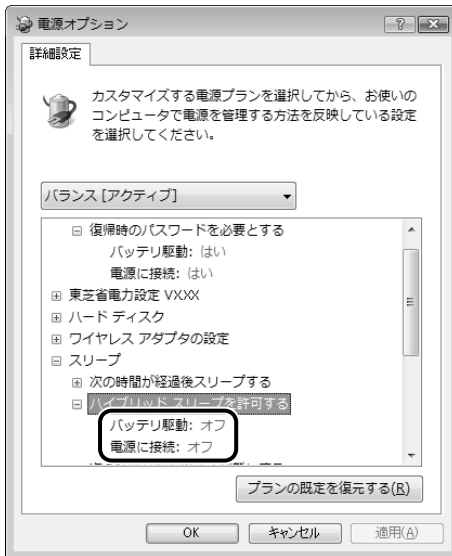 電源オプション
詳細設定
カスタマイズする電源プランを選択してから、お使いの
コンピュータで電源を管理する方法を反映している設定
を選択してください。
バランス [アクティブ]
復帰時のパスワードを必要とする
バッテリ駆動: はい
電源に接続: はい
東芝省電力設定 VX.XX
ハード ディスク
ワイヤレス アダプタの設定
スリープ
次の時間が経過後スリープする
ハイブリッド スリープを許可する
バッテリ駆動: オフ
電源に接続: オフ
プランの既定を復元する(R)
OK
キャンセル
適用(A)